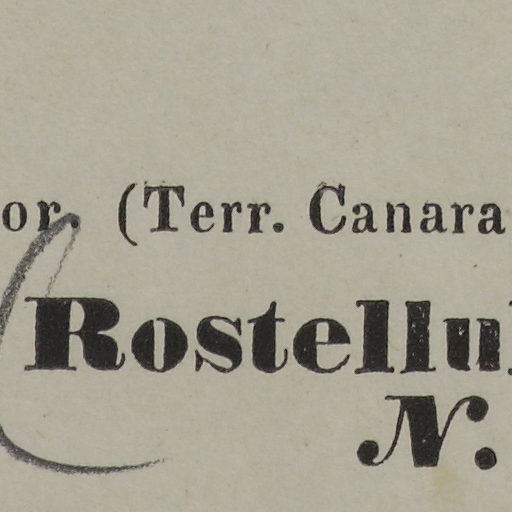 or. (Terr. Canara
Rostellu
N.